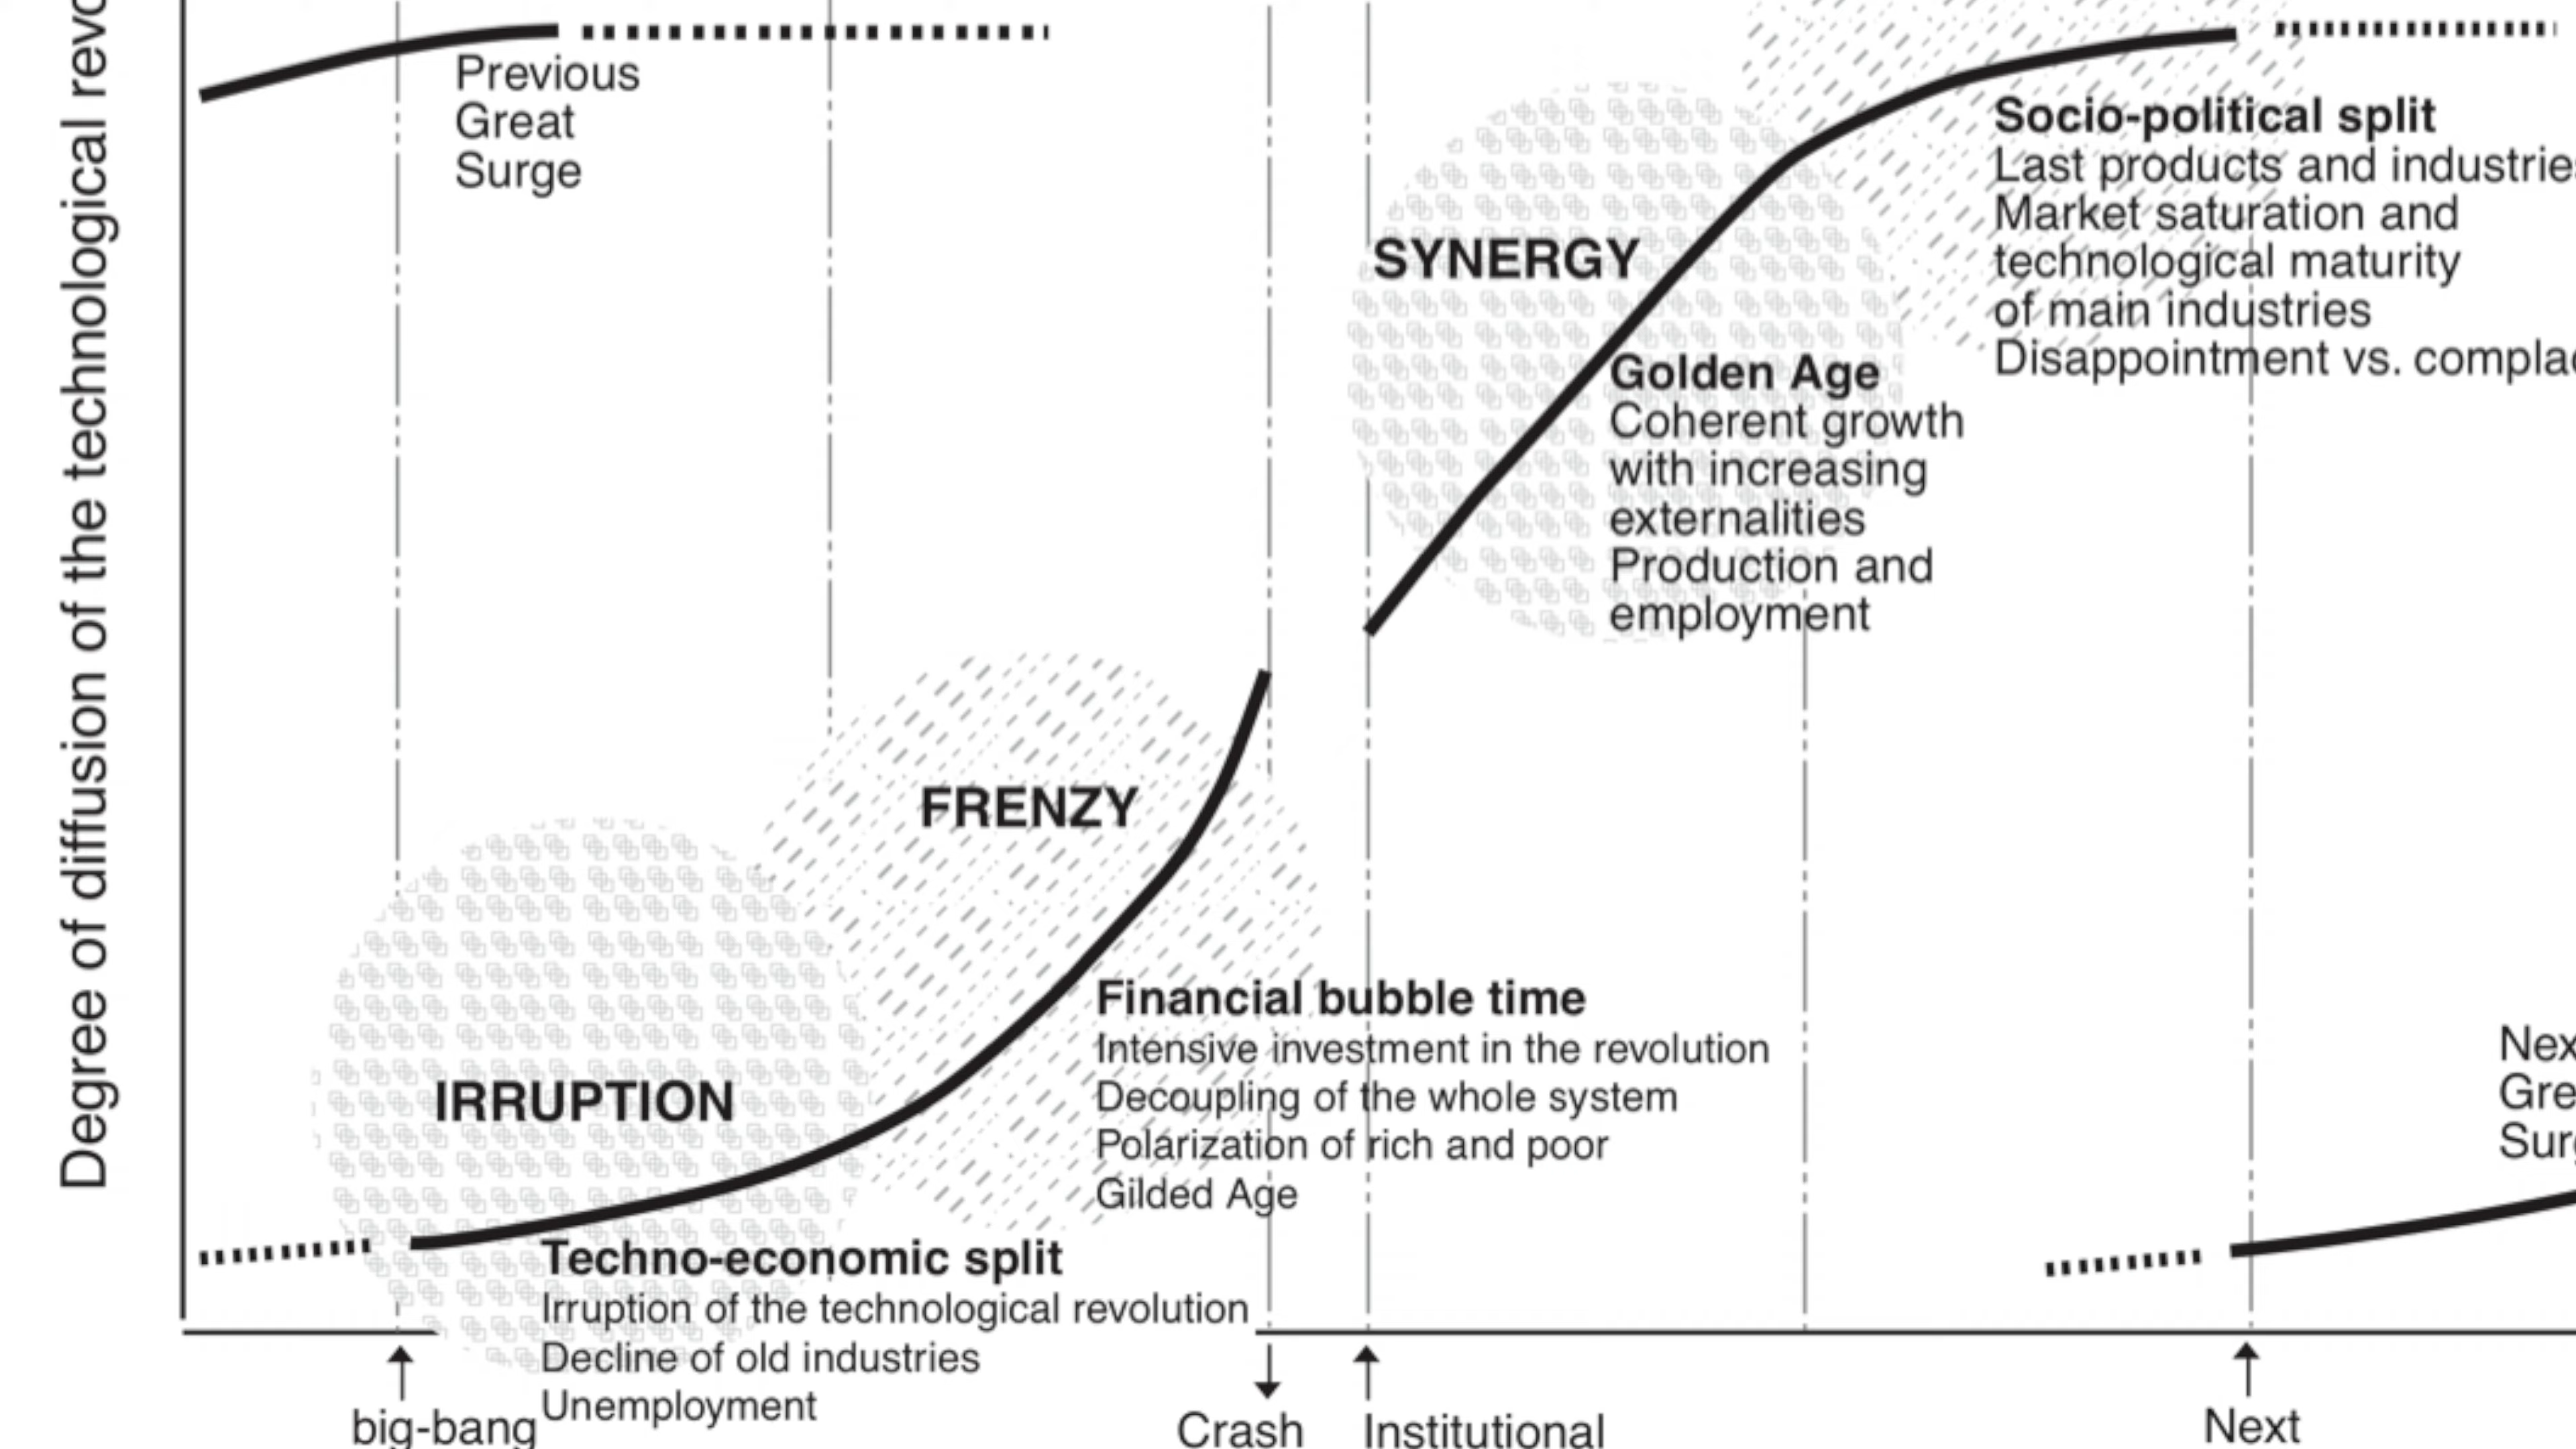 Degree of diffusion of the technological revo
Previous
Great
Surge
Socio-political split
Last products and industrie
Market saturation and
technological maturity
of main industries
Disappointment vs. compla
SYNERGY
Golden Age
Coherent growth
with increasing
externalities
Production and
employment
FRENZY
Financial bubble time
Intensive investment in the revolution
Decoupling of the whole system
Polarization of rich and poor
Gilded Age
IRRUPTION
Techno-economic split
Irruption of the technological revolution
Decline of old industries
Unemployment
Nex
Gre
Sur
big-bang
Crash
Institutional
Next